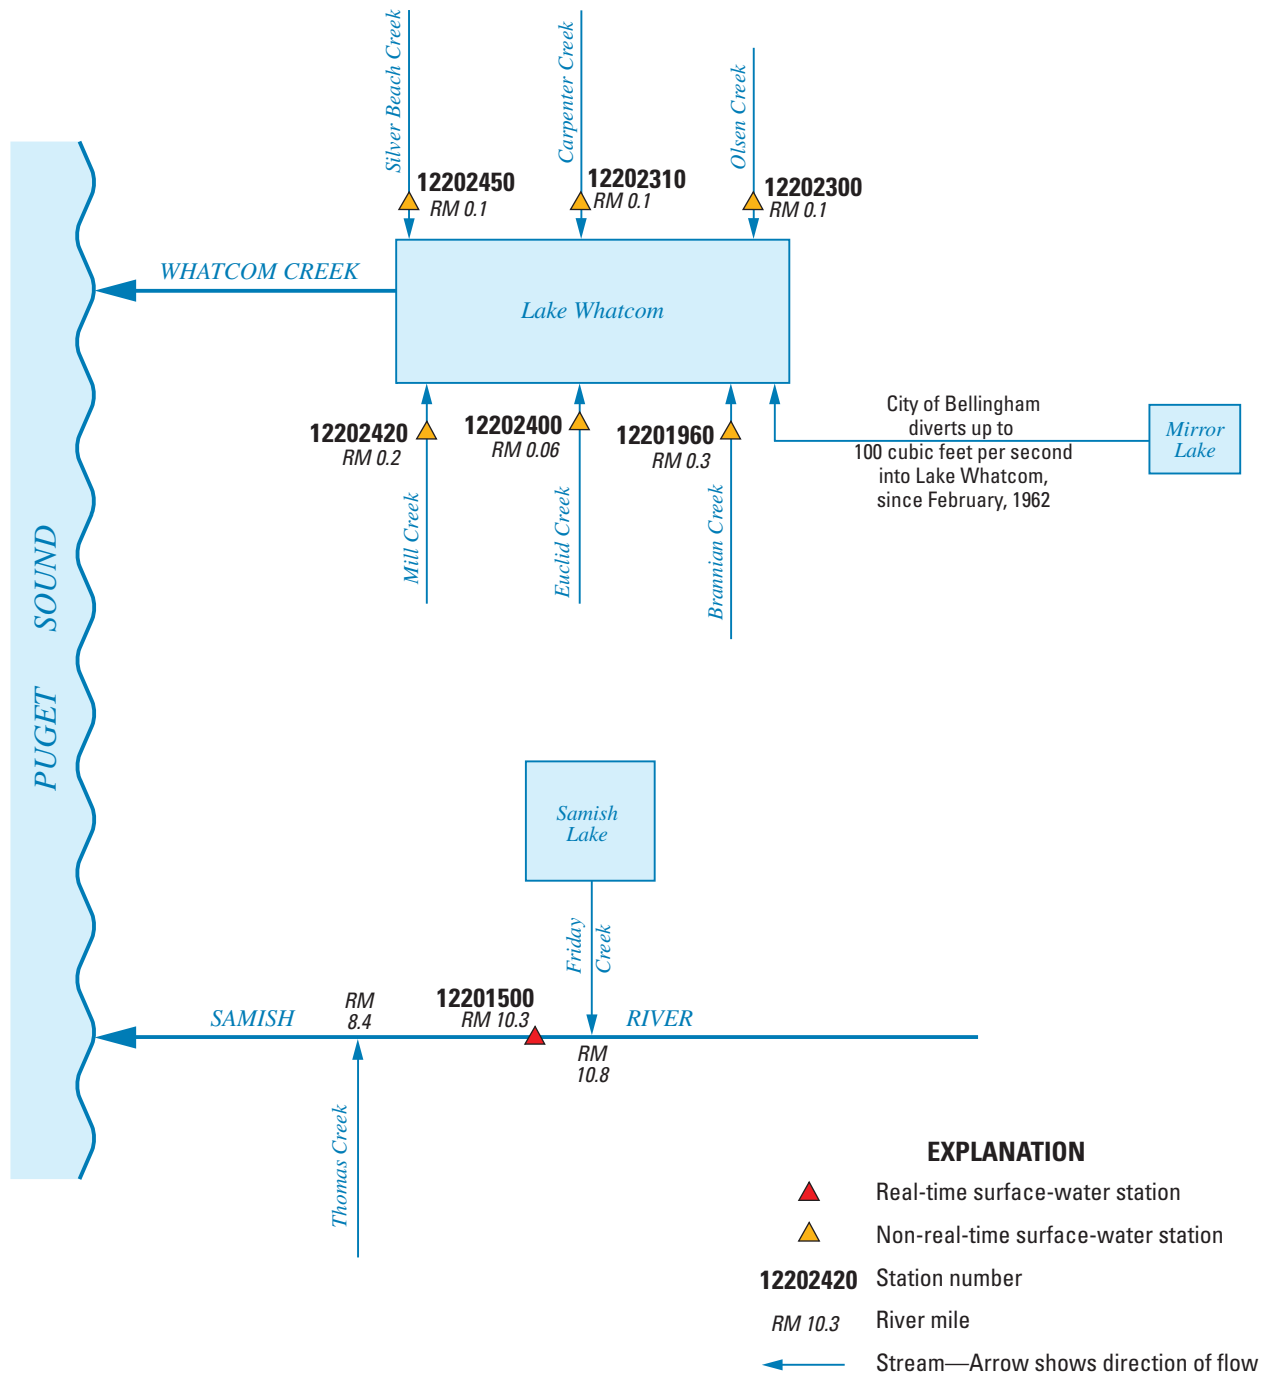 Silver Beach Creek
Carpenter Creek
Olsen Creek
12202450
RM 0.1
12202310
RM 0.1
12202300
RM 0.1
WHATCOM CREEK
Lake Whatcom
12202420
RM 0.2
12202400
RM 0.06
12201960
RM 0.3
City of Bellingham
diverts up to
100 cubic feet per second
into Lake Whatcom,
since February, 1962
Mirror
Lake
Mill Creek
Euclid Creek
Brannian Creek
PUGET SOUND
Samish
Lake
Friday
Creek
SAMISH
RM
8.4
12201500
RM 10.3
RIVER
RM
10.8
Thomas Creek
EXPLANATION
Real-time surface-water station
Non-real-time surface-water station
12202420 Station number
RM 10.3 River mile
Stream—Arrow shows direction of flow